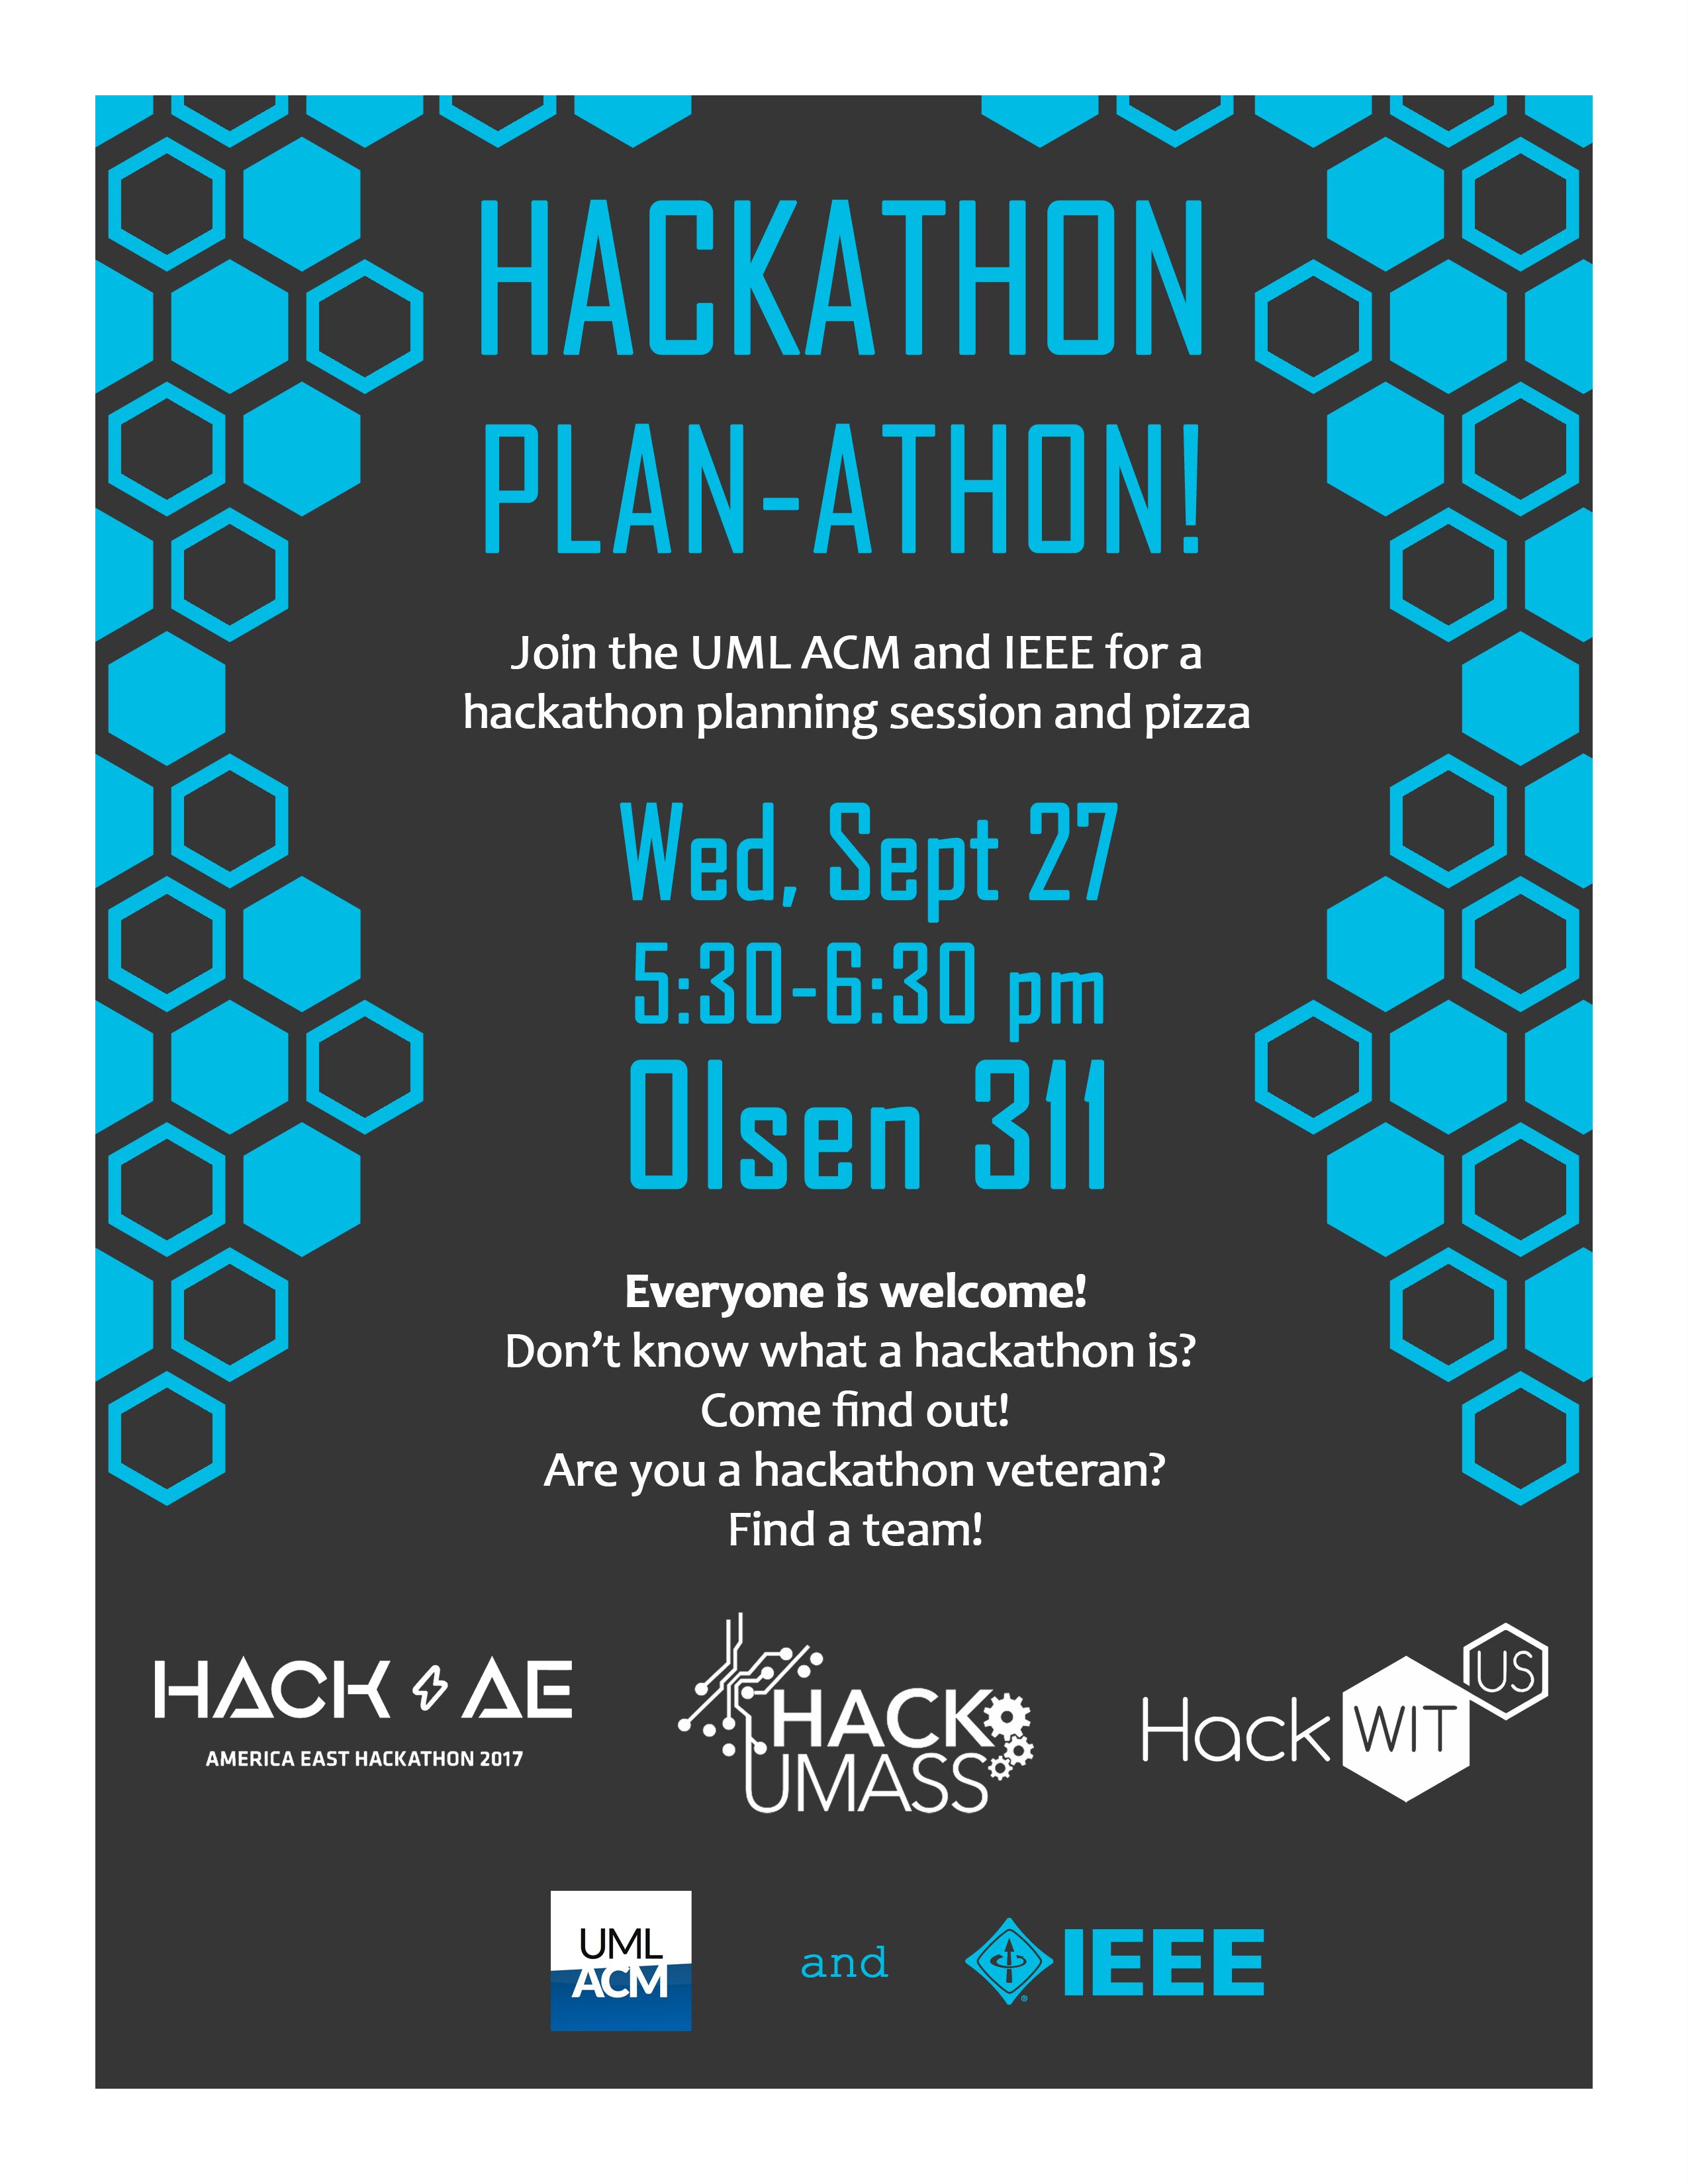 HACKATHON
PLAN-ATHON!
Join the UML ACM and IEEE for a
hackathon planning session and pizza
Wed, Sept 27
5:30-6:30 pm
Olsen 311
Everyone is welcome!
Don't know what a hackathon is?
Come find out!
Are you a hackathon veteran?
Find a team!
HACK AE
AMERICA EAST HACKATHON 2017
HACK
UMASS
Hack WIT US
UML
ACM
and
IEEE
®